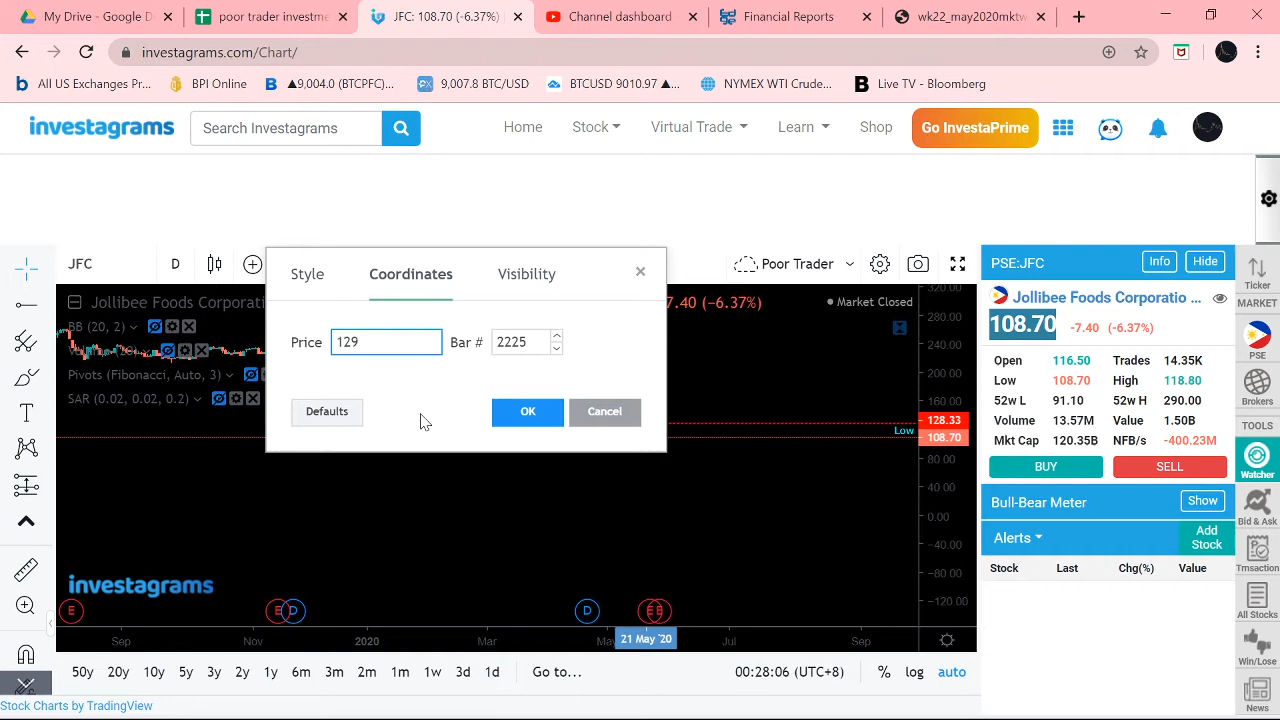 My Drive - Google D
poor trader investme
JFC: 108.70 (-6.37%)
Channel dashboard
Financial Reports
wk22_may2020mktw
investagrams.com/Chart/
All US Exchanges Pr...
BPI Online
▲9,004.0 (BTCPFC)...
9,007.8 BTC/USD
BTCUSD 9010.97 ▲...
NYMEX WTI Crude...
Live TV - Bloomberg
investagrams
Search Investagrams
Home
Stock
Virtual Trade
Learn
Shop
Go InvestaPrime
JFC
D
Poor Trader
Jollibee Foods Corporati
7.40 (−6.37%)
Market Closed
BB (20, 2)
Volume (20)
Pivots (Fibonacci, Auto, 3)
SAR (0.02, 0.02, 0.2)
Style
Coordinates
Visibility
Price
129
Bar #
2225
Defaults
OK
Cancel
320.00
280.00
240.00
200.00
160.00
128.33
Low
108.70
80.00
40.00
0.00
−40.00
−80.00
−120.00
investagrams
E
E
D
D
E
E
Sep
Nov
2020
Mar
May
21 May '20
Jul
Sep
50y
20y
10y
5y
3y
2y
1y
6m
3m
2m
1m
1w
3d
1d
Go to...
00:28:06 (UTC+8)
%
log
auto
Stock Charts by TradingView
PSE:JFC
Info
Hide
Jollibee Foods Corporatio ...
108.70
-7.40 (-6.37%)
Open 116.50 Trades 14.35K
Low 108.70 High 118.80
52w L 91.10 52w H 290.00
Volume 13.57M Value 1.50B
Mkt Cap 120.35B NFB/s -400.23M
BUY
SELL
Bull-Bear Meter
Show
Alerts
Add
Stock
Stock Last Chg(%) Value
Ticker
MARKET
PSE
Brokers
TOOLS
Watcher
Bid & Ask
Trnsaction
All Stocks
Win/Lose
News